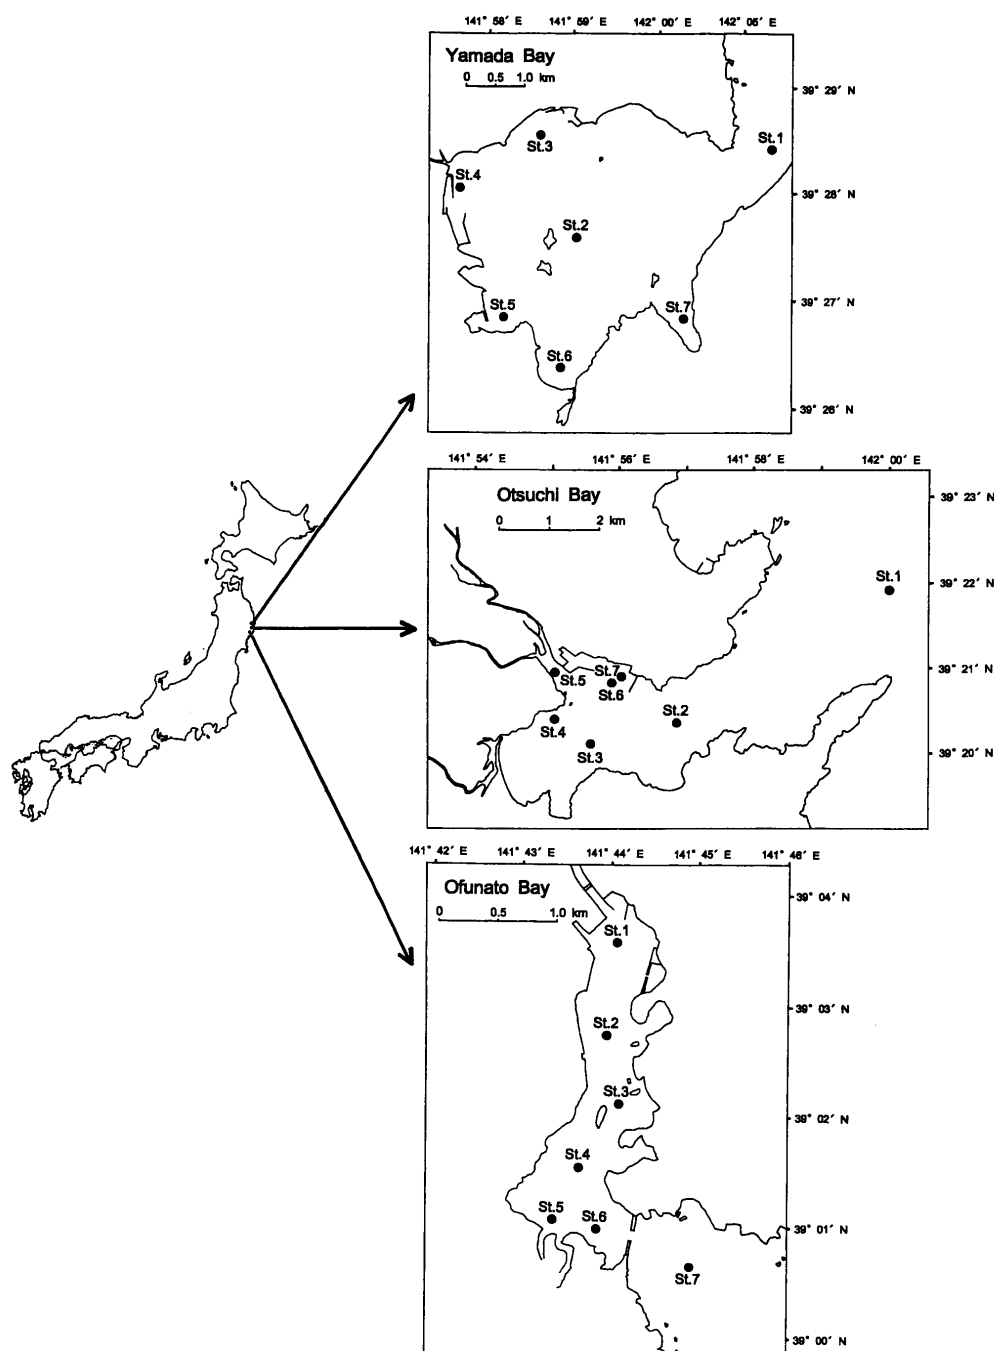 141° 58′ E 141° 59′ E 142° 00′ E 142° 05′ E
Yamada Bay
0 0.5 1.0 km
39° 29′ N
St.1
St.3
St.4
39° 28′ N
St.2
St.5
39° 27′ N
St.7
St.6
39° 26′ N
141° 54′ E 141° 56′ E 141° 58′ E 142° 00′ E
Otsuchi Bay
39° 23′ N
0 1 2 km
St.1
39° 22′ N
St.7
39° 21′ N
St.5
St.6
St.2
St.4
St.3
39° 20′ N
141° 42′ E 141° 43′ E 141° 44′ E 141° 45′ E 141° 46′ E
Ofunato Bay
39° 04′ N
0 0.5 1.0 km
St.1
39° 03′ N
St.2
St.3
39° 02′ N
St.4
St.5
St.6
39° 01′ N
St.7
39° 00′ N